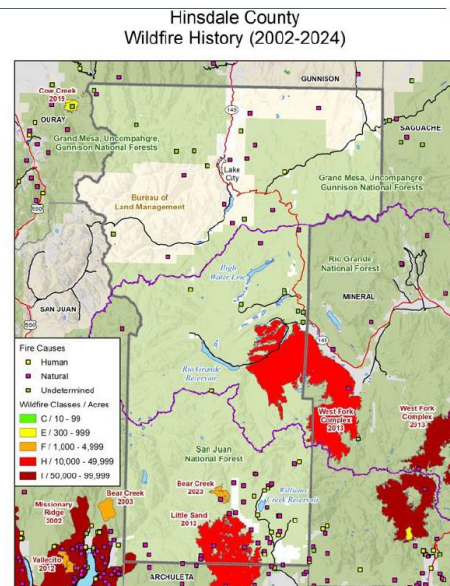 Hinsdale County
Wildfire History (2002-2024)
GUNNISON
Cow Creek
2019
OURAY
149
SAGUACHE
Lake
City
Grand Mesa, Uncompahgre,
Gunnison National Forests
Grand Mesa, Uncompahgre
Gunnison National Forests
550
Bureau of
Land Management
Rio Grande
National Forest
High
Water Line
MINERAL
SAN JUAN
550
149
Fire Causes
Human
Natural
Undetermined
Wildfire Classes / Acres
C / 10 - 99
E / 300 - 999
F / 1,000 - 4,999
H / 10,000 - 49,999
I / 50,000 - 99,999
Rio Grande
Reservoir
West Fork
Complex
2013
West Fork
Complex
2013
San Juan
National Forest
Missionary
Ridge
2002
Bear Creek
2003
Bear Creek
2023
Williams
Creek Reservoir
Little Sand
2012
Vallecito
2012
ARCHULETA